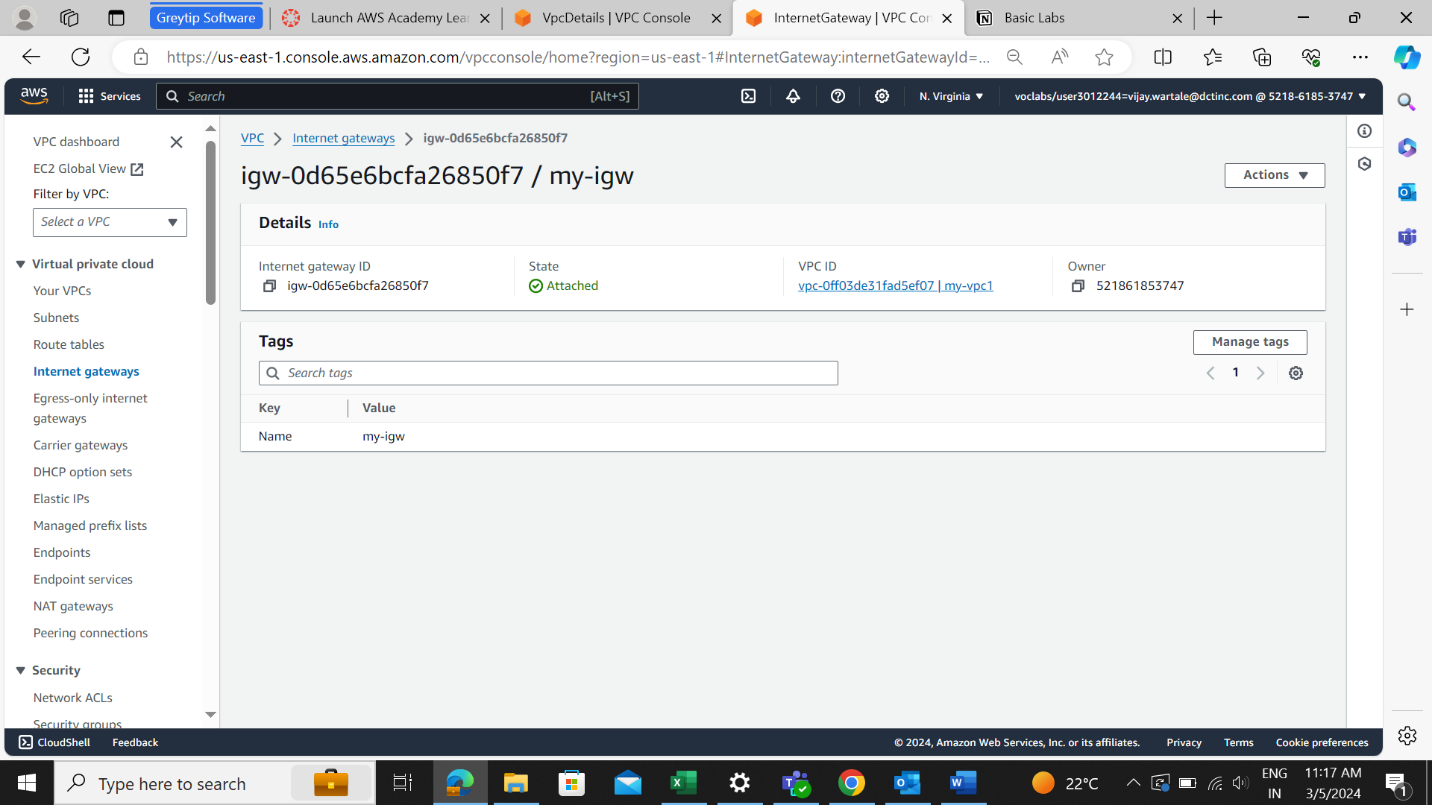 Greytip Software
Launch AWS Academy Lea
VpcDetails | VPC Console
InternetGateway | VPC Con
Basic Labs
https://us-east-1.console.aws.amazon.com/vpcconsole/home?region=us-east-1#InternetGateway:internetGatewayId=...
aws
Services
Search
[Alt+S]
N. Virginia
voclabs/user3012244=vijay.wartale@dctinc.com @ 5218-6185-3747
VPC dashboard
EC2 Global View
Filter by VPC:
Select a VPC
Virtual private cloud
Your VPCs
Subnets
Route tables
Internet gateways
Egress-only internet
gateways
Carrier gateways
DHCP option sets
Elastic IPs
Managed prefix lists
Endpoints
Endpoint services
NAT gateways
Peering connections
Security
Network ACLs
Security groups
VPC > Internet gateways > igw-0d65e6bcfa26850f7
igw-0d65e6bcfa26850f7 / my-igw
Actions
Details Info
Internet gateway ID
igw-0d65e6bcfa26850f7
State
Attached
VPC ID
vpc-0ff03de31fad5ef07 | my-vpc1
Owner
521861853747
Tags
Manage tags
Search tags
1
Key Value
Name my-igw
CloudShell Feedback
© 2024, Amazon Web Services, Inc. or its affiliates. Privacy Terms Cookie preferences
Type here to search
22°C
ENG
IN
11:17 AM
3/5/2024
1